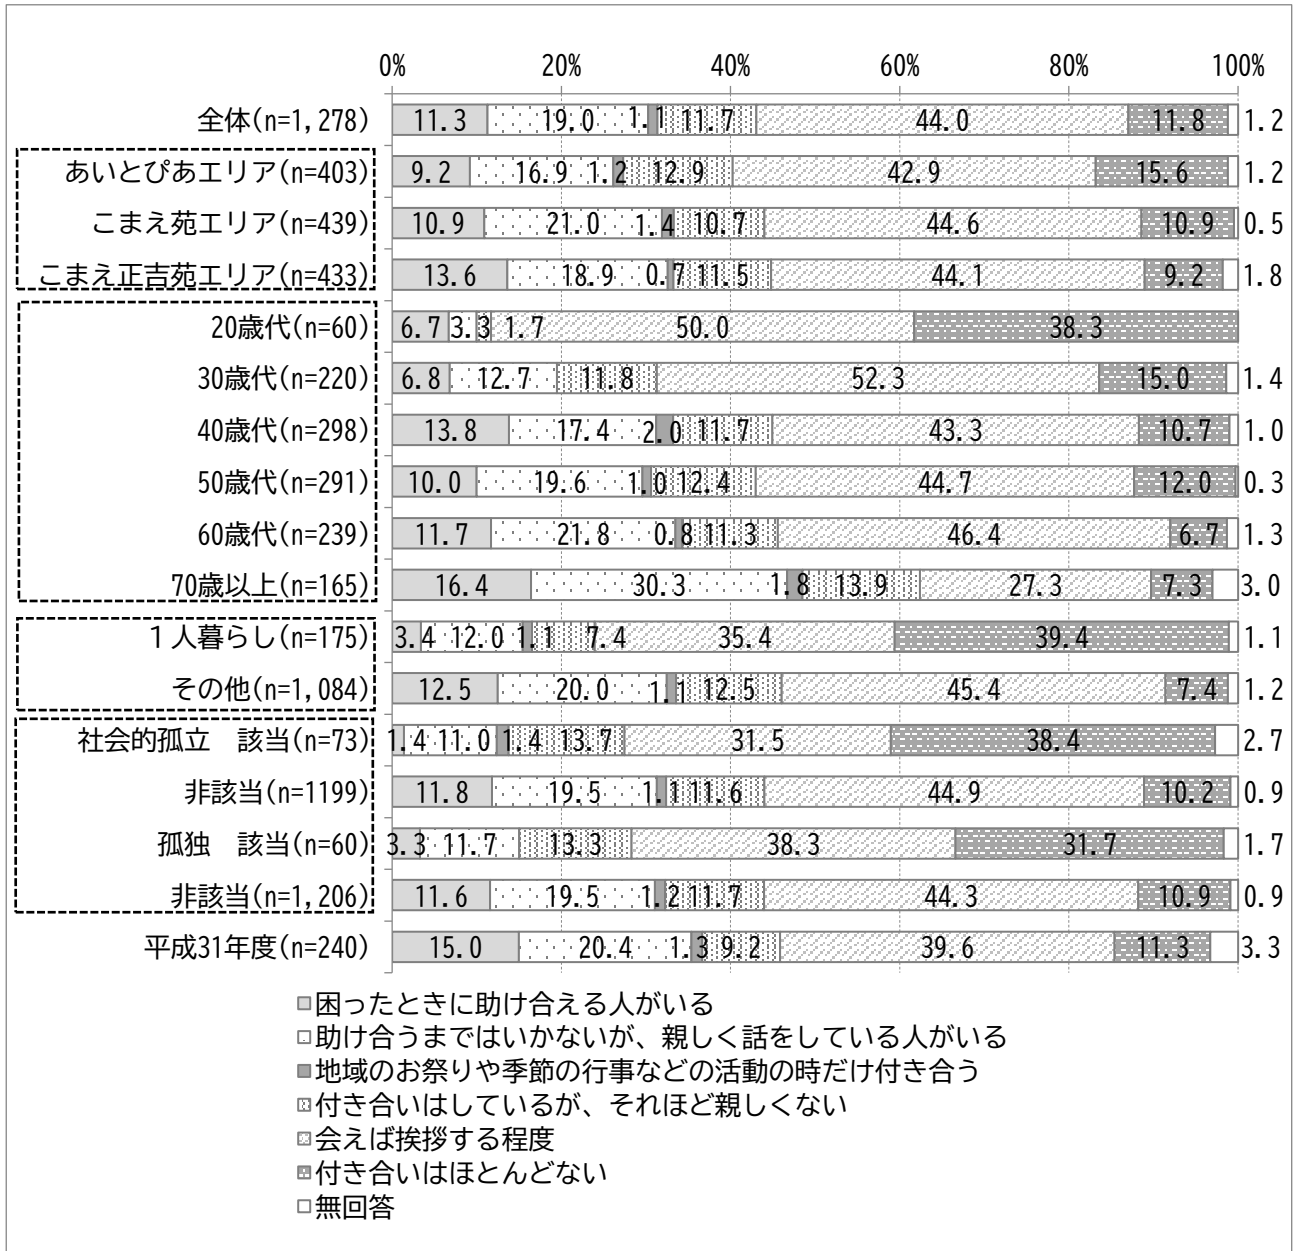 0% 20% 40% 60% 80% 100%
全体(n=1,278) 11.3 19.0 1.1 11.7 44.0 11.8 1.2
あいとぴあエリア(n=403) 9.2 16.9 1.2 12.9 42.9 15.6 1.2
こまえ苑エリア(n=439) 10.9 21.0 1.4 10.7 44.6 10.9 0.5
こまえ正吉苑エリア(n=433) 13.6 18.9 0.7 11.5 44.1 9.2 1.8
20歳代(n=60) 6.7 3.3 1.7 50.0 38.3
30歳代(n=220) 6.8 12.7 11.8 52.3 15.0 1.4
40歳代(n=298) 13.8 17.4 2.0 11.7 43.3 10.7 1.0
50歳代(n=291) 10.0 19.6 1.0 12.4 44.7 12.0 0.3
60歳代(n=239) 11.7 21.8 0.8 11.3 46.4 6.7 1.3
70歳以上(n=165) 16.4 30.3 1.8 13.9 27.3 7.3 3.0
１人暮らし(n=175) 3.4 12.0 1.1 7.4 35.4 39.4 1.1
その他(n=1,084) 12.5 20.0 1.1 12.5 45.4 7.4 1.2
社会的孤立　該当(n=73) 1.4 11.0 1.4 13.7 31.5 38.4 2.7
非該当(n=1199) 11.8 19.5 1.1 11.6 44.9 10.2 0.9
孤独　該当(n=60) 3.3 11.7 13.3 38.3 31.7 1.7
非該当(n=1,206) 11.6 19.5 1.2 11.7 44.3 10.9 0.9
平成31年度(n=240) 15.0 20.4 1.3 9.2 39.6 11.3 3.3
困ったときに助け合える人がいる
助け合うまではいかないが、親しく話をしている人がいる
地域のお祭りや季節の行事などの活動の時だけ付き合う
付き合いはしているが、それほど親しくない
会えば挨拶する程度
付き合いはほとんどない
無回答